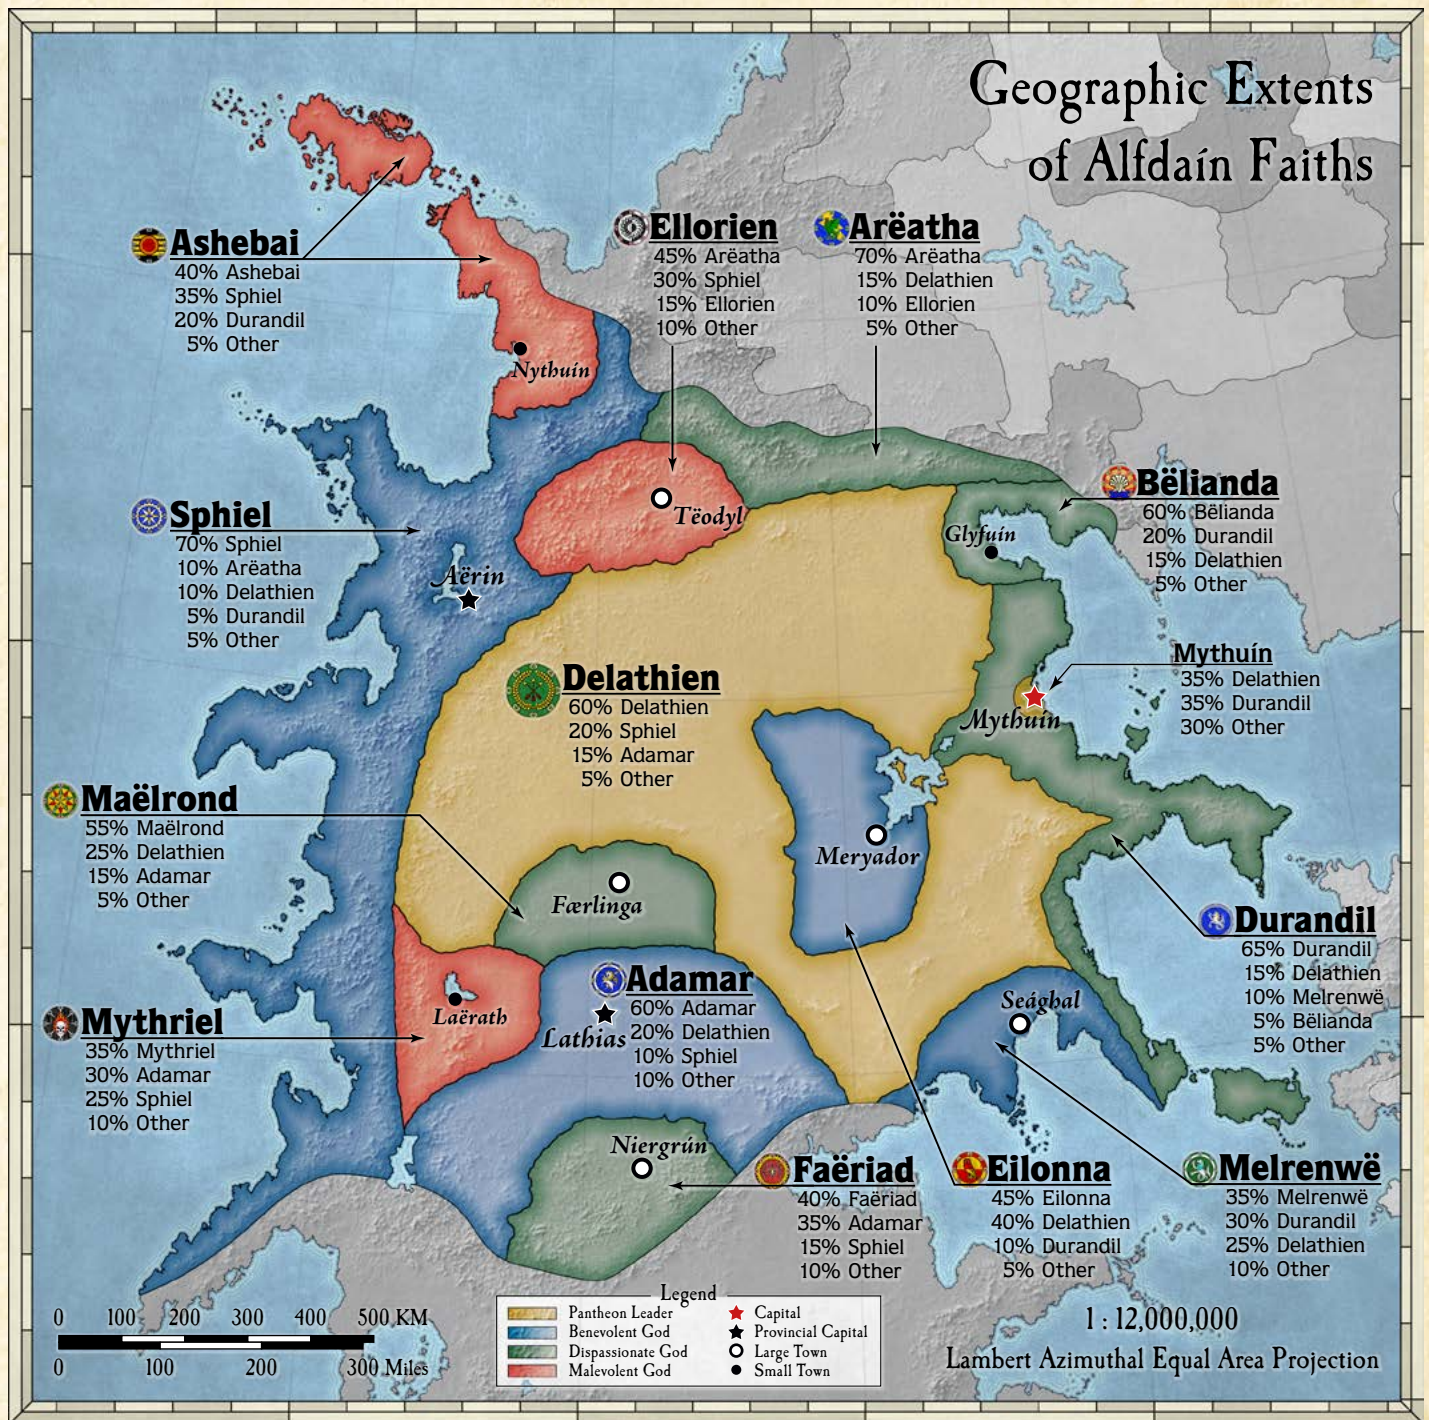 Geographic Extents
of Alfdaín Faiths
Ashebai
40% Ashebai
35% Sphiel
20% Durandil
5% Other
Ellorien
45% Arëatha
30% Sphiel
15% Ellorien
10% Other
Arëatha
70% Arëatha
15% Delathien
10% Ellorien
5% Other
Nythuín
Tëodyl
Bëlianda
60% Bëlianda
20% Durandil
15% Delathien
5% Other
Glyfuín
Sphiel
70% Sphiel
10% Arëatha
10% Delathien
5% Durandil
5% Other
Aërin
Delathien
60% Delathien
20% Sphiel
15% Adamar
5% Other
Mythuín
35% Delathien
35% Durandil
30% Other
Mythuín
Maëlrond
55% Maëlrond
25% Delathien
15% Adamar
5% Other
Meryador
Færlinga
Durandil
65% Durandil
15% Delathien
10% Melrenwë
5% Bëlianda
5% Other
Adamar
60% Adamar
20% Delathien
10% Sphiel
10% Other
Lathias
Laërath
Seághal
Mythriel
35% Mythriel
30% Adamar
25% Sphiel
10% Other
Niergrún
Faëriad
40% Faëriad
35% Adamar
15% Sphiel
10% Other
Eilonna
45% Eilonna
40% Delathien
10% Durandil
5% Other
Melrenwë
35% Melrenwë
30% Durandil
25% Delathien
10% Other
0 100 200 300 400 500 KM
0 100 200 300 Miles
Legend
Pantheon Leader
Benevolent God
Dispassionate God
Malevolent God
Capital
Provincial Capital
Large Town
Small Town
1 : 12,000,000
Lambert Azimuthal Equal Area Projection